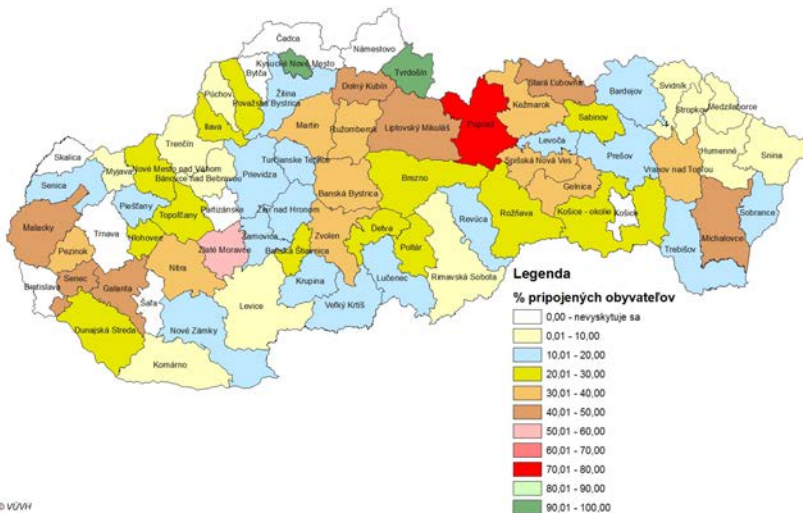 Čadca
Námestovo
Kysucké Nové Mesto
Bytča
Tvrdošín
Žilina
Dolný Kubín
Stará Ľubovňa
Bardejov
Svidník
Púchov
Považská Bystrica
Kežmarok
Stropkov
Medzilaborce
Ilava
Martin
Ružomberok
Liptovský Mikuláš
Poprad
Sabinov
Trenčín
Levoča
Prešov
Humenné
Snina
Skalica
Myjava
Nové Mesto nad Váhom
Bánovce nad Bebravou
Turčianske Teplice
Prievidza
Spišská Nová Ves
Vranov nad Topľou
Senica
Piešťany
Topoľčany
Partizánske
Žiar nad Hronom
Banská Bystrica
Brezno
Gelnica
Malacky
Trnava
Hlohovec
Zlaté Moravce
Žarnovica
Banská Štiavnica
Zvolen
Detva
Poltár
Revúca
Rožňava
Košice - okolie
Košice
Michalovce
Sobrance
Pezinok
Nitra
Trebišov
Bratislava
Senec
Galanta
Šaľa
Levice
Krupina
Lučenec
Rimavská Sobota
Dunajská Streda
Nové Zámky
Veľký Krtíš
Komárno
Legenda
% pripojených obyvateľov
0,00 - nevyskytuje sa
0,01 - 10,00
10,01 - 20,00
20,01 - 30,00
30,01 - 40,00
40,01 - 50,00
50,01 - 60,00
60,01 - 70,00
70,01 - 80,00
80,01 - 90,00
90,01 - 100,00
© VÚVH